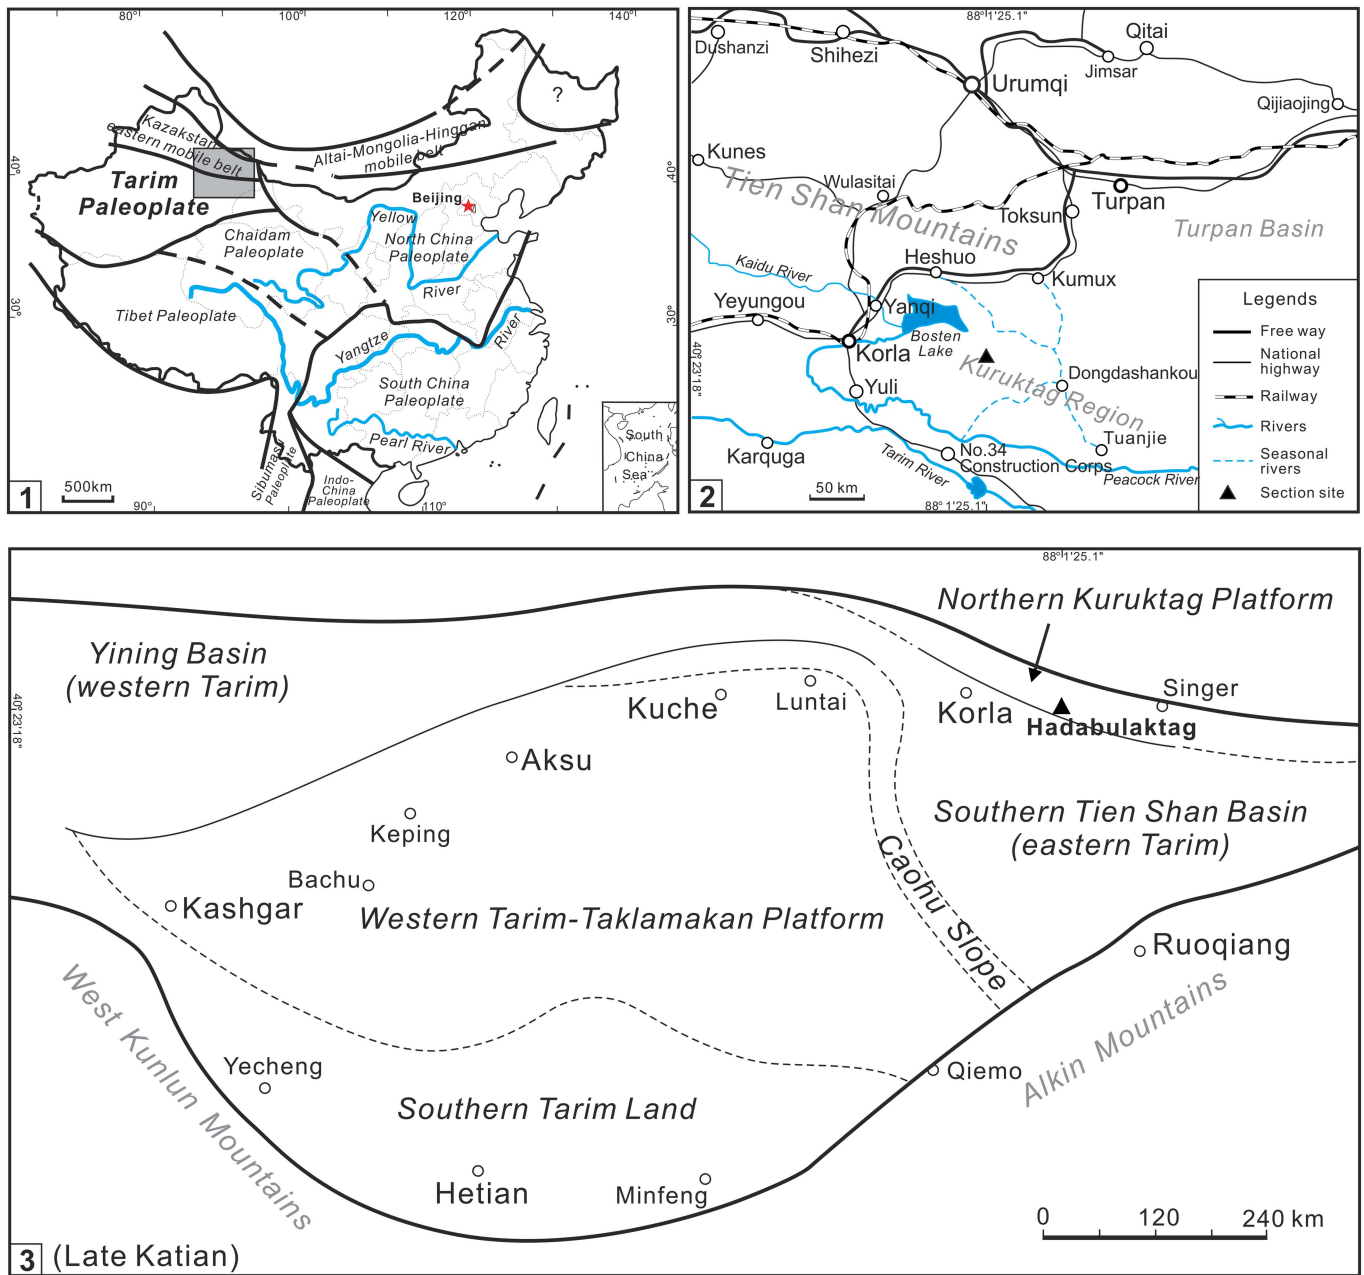 80°
100°
120°
140°
40°
30°
40°
30°
90°
110°
Kazakstan
eastern mobile belt
Altai-Mongolia-Hinggan
mobile belt
?
Tarim
Paleoplate
Beijing
Yellow
North China
Paleoplate
River
Chaidam
Paleoplate
Tibet Paleoplate
Yangtze
River
South China
Paleoplate
Pearl River
Sibumasu
Paleoplate
Indo-
China
Paleoplate
South
China
Sea
500km
1
88° 1'25.1"
Dushanzi
Shihezi
Qitai
Jimsar
Urumqi
Qijiaojing
Kunes
Tien Shan Mountains
Wulasitai
Toksun
Turpan
Turpan Basin
Heshuo
Kumux
Kaidu River
Yeyungou
Yanqi
Bosten
Lake
Korla
40° 23'18"
Kuruktag Region
Dongdashankou
Yuli
Karquga
Tarim River
No.34
Construction Corps
Tuanjie
Peacock River
50 km
88° 1'25.1"
2
Legends
Free way
National
highway
Railway
Rivers
Seasonal
rivers
Section site
88° 1'25.1"
40° 23'18"
Northern Kuruktag Platform
Yining Basin
(western Tarim)
Kuche
Luntai
Korla
Singer
Hadabulaktag
Aksu
Keping
Southern Tien Shan Basin
(eastern Tarim)
Bachu
Kashgar
Western Tarim-Taklamakan Platform
Caohu Slope
Ruoqiang
West Kunlun Mountains
Alkin Mountains
Yecheng
Qiemo
Southern Tarim Land
Hetian
Minfeng
0 120 240 km
3 (Late Katian)